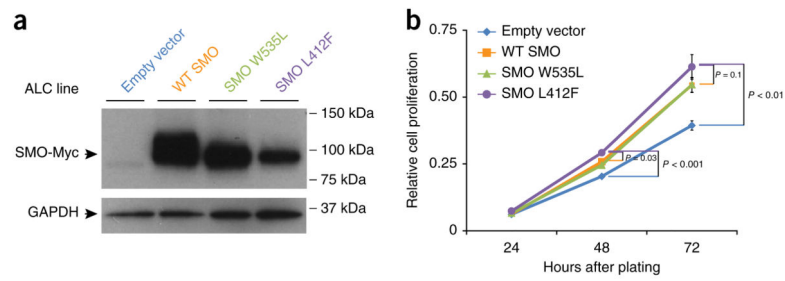 a
Empty vector
WT SMO
SMO W535L
SMO L412F
ALC line
150 kDa
SMO-Myc
100 kDa
75 kDa
GAPDH
37 kDa
b
0.75
0.50
0.25
0
Relative cell proliferation
Empty vector
WT SMO
SMO W535L
SMO L412F
P = 0.1
P < 0.01
P = 0.03
P < 0.001
24
48
72
Hours after plating